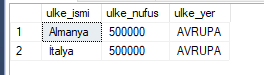 ulke_ismi ulke_nufus ulke_yer
1 Almanya 500000 AVRUPA
2 İtalya 500000 AVRUPA